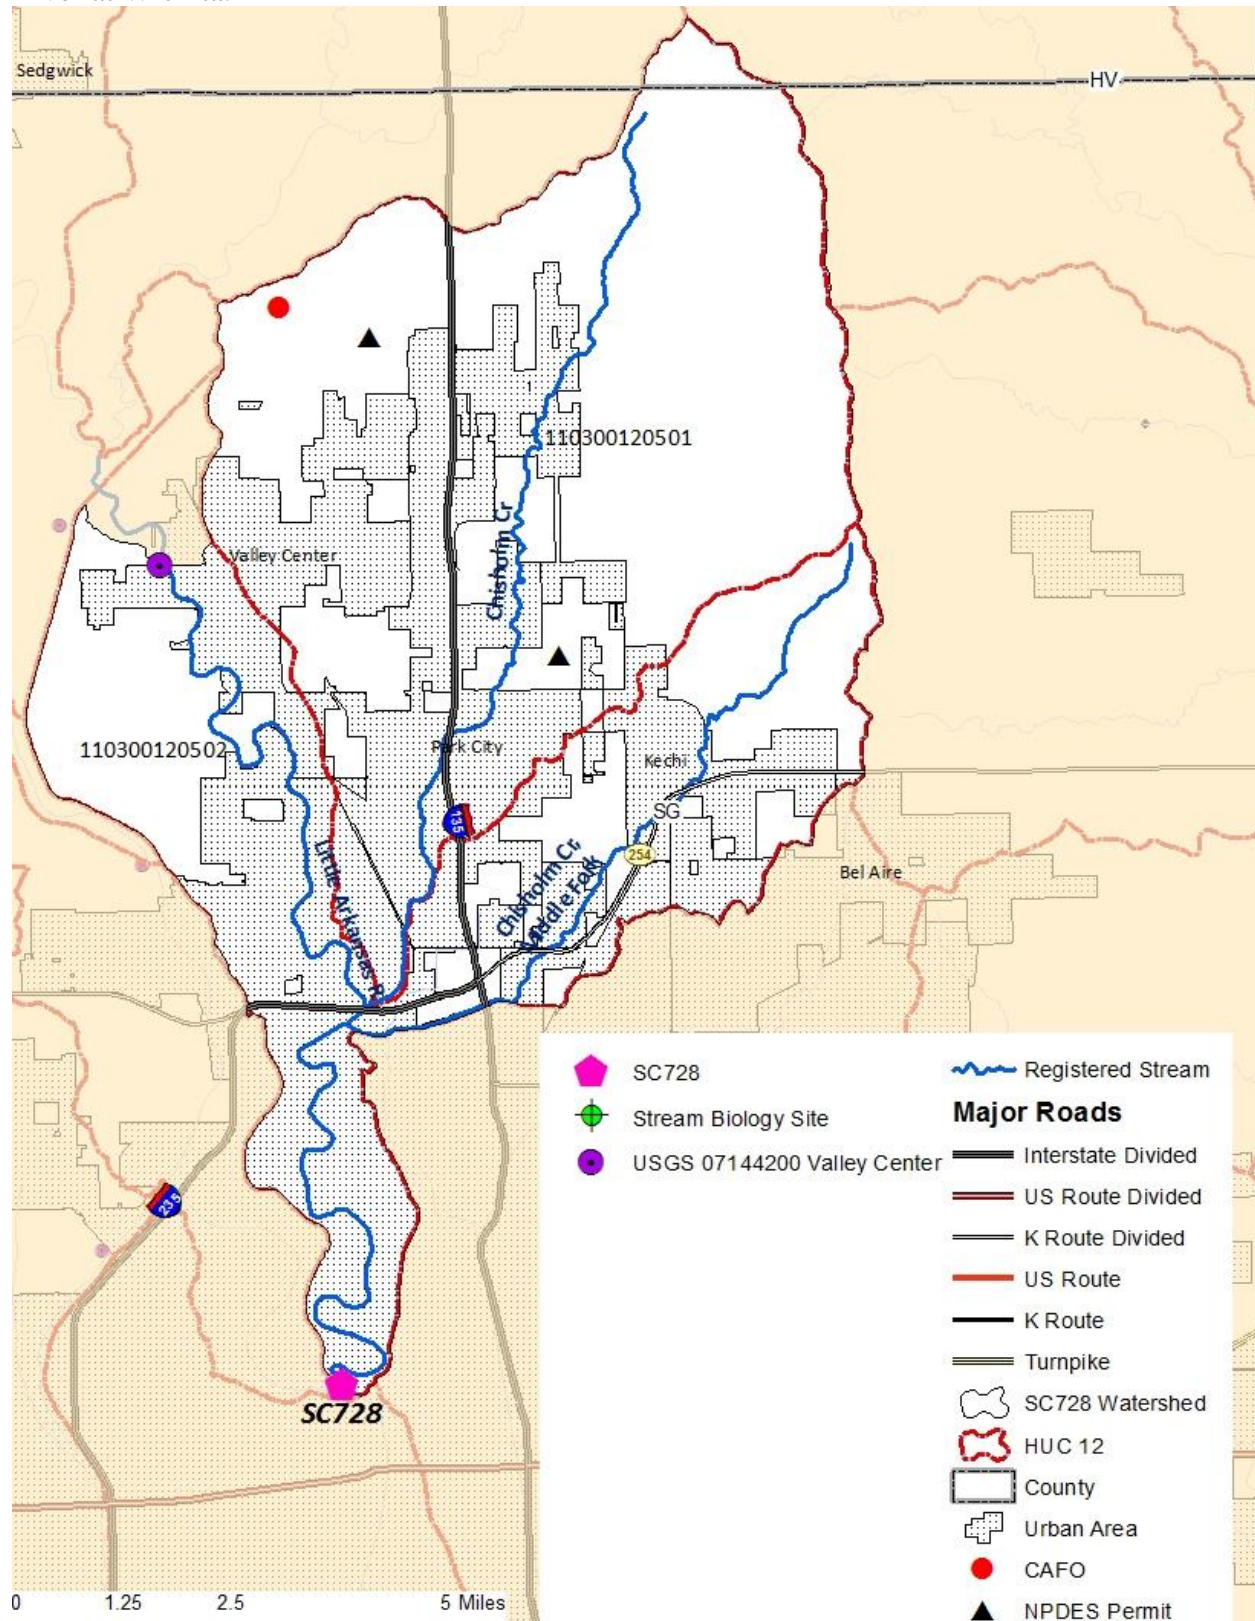 Sedgwick
HV
110300120501
Valley Center
Chisholm Cr
110300120502
Park City
Kechi
135
SG
254
Bel Aire
Little Arkansas R
Chisholm Cr,
Middle Fork
235
SC728
SC728
Stream Biology Site
USGS 07144200 Valley Center
Registered Stream
Major Roads
Interstate Divided
US Route Divided
K Route Divided
US Route
K Route
Turnpike
SC728 Watershed
HUC 12
County
Urban Area
CAFO
NPDES Permit
0 1.25 2.5 5 Miles